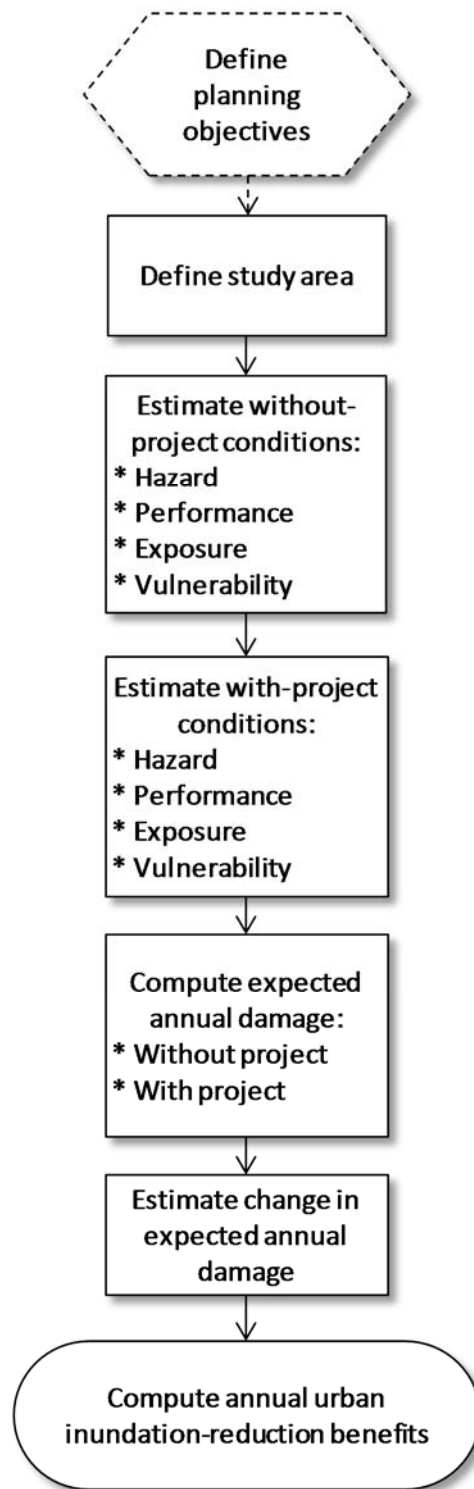 Define
planning
objectives
Define study area
Estimate without-
project conditions:
* Hazard
* Performance
* Exposure
* Vulnerability
Estimate with-project
conditions:
* Hazard
* Performance
* Exposure
* Vulnerability
Compute expected
annual damage:
* Without project
* With project
Estimate change in
expected annual
damage
Compute annual urban
inundation-reduction benefits